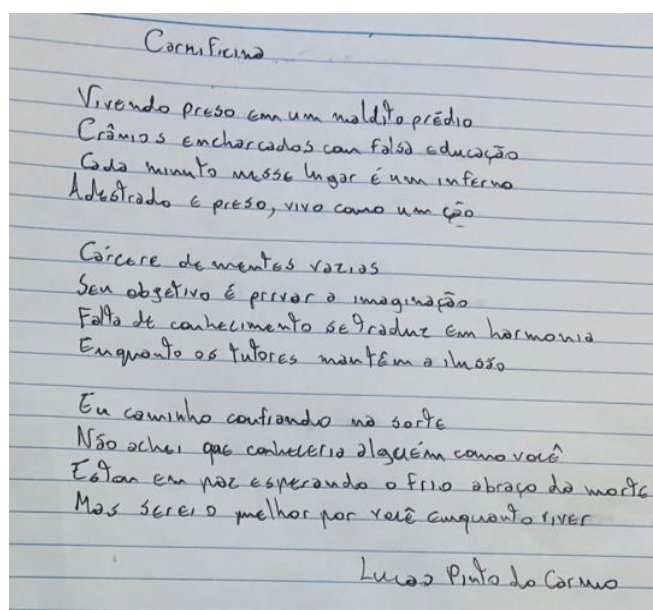 Carnificina
Vivendo preso em um maldito prédio
Crânios encharcados com falsa educação
Cada minuto nesse lugar é um inferno
Adestrado e preso, vivo como um cão
Cárcere de mentes vazias
Seu objetivo é privar a imaginação
Falta de conhecimento se traduz em harmonia
Enquanto os tutores mantêm a ilusão
Eu caminho confiando na sorte
Não achei que conheceria alguém como você
Estou em paz esperando o frio abraço da morte
Mas serei o melhor por você enquanto viver
Lucas Pinto do Carmo